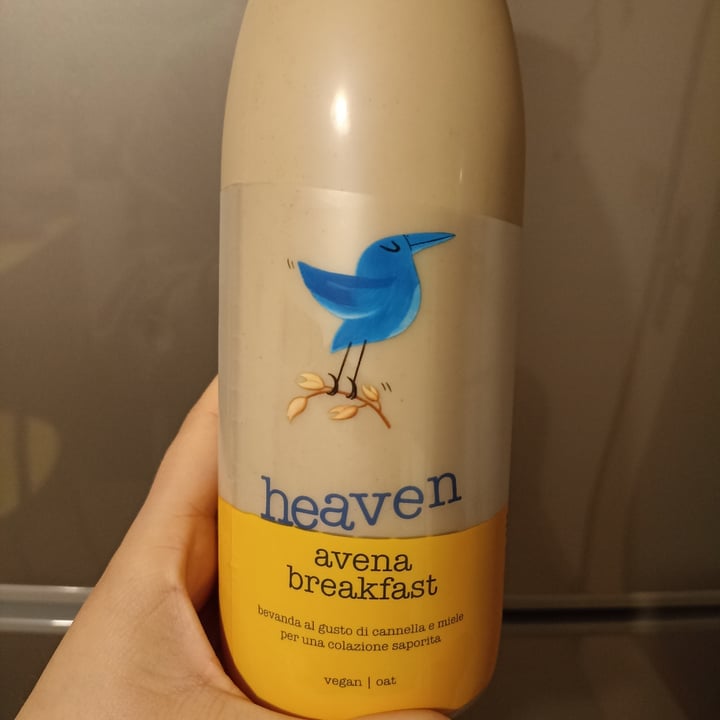 heaven
avena
breakfast
bevanda al gusto di cannella e miele
per una colazione saporita
vegan | oat